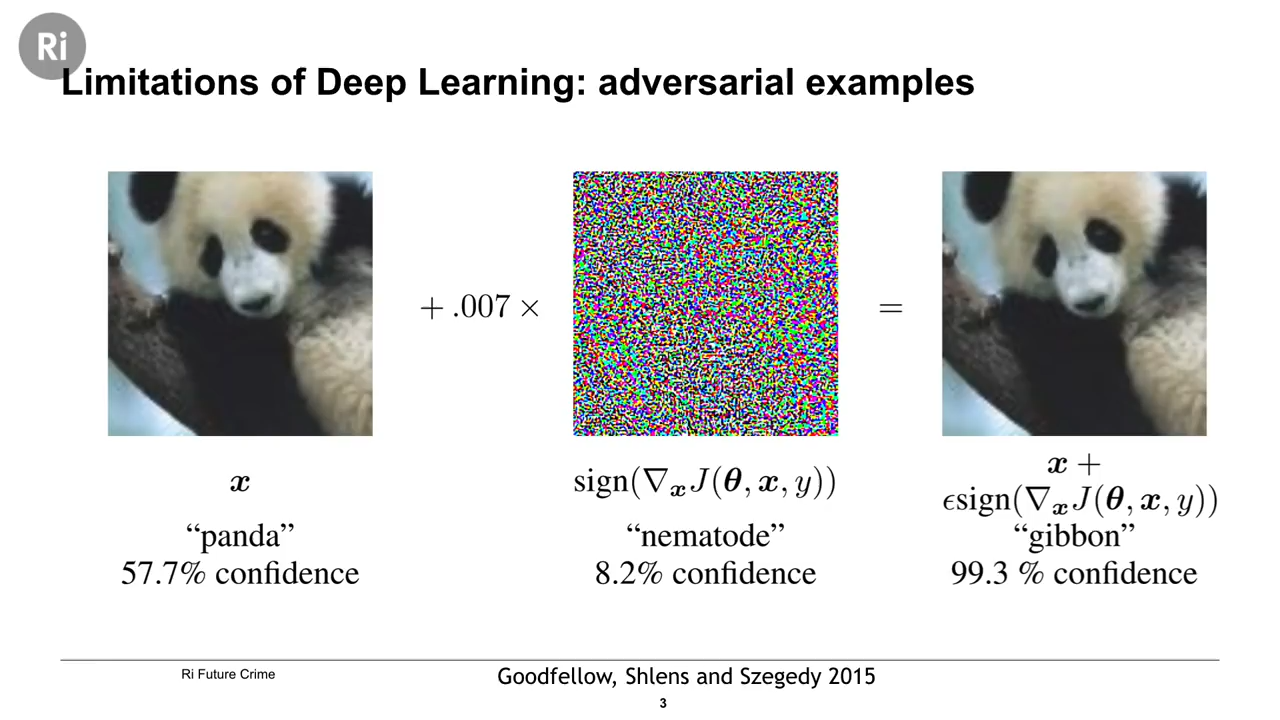 Ri
Limitations of Deep Learning: adversarial examples
+ .007 ×
=
x
“panda”
57.7% confidence
sign(∇ₓJ(θ, x, y))
“nematode”
8.2% confidence
x +
ϵsign(∇ₓJ(θ, x, y))
“gibbon”
99.3 % confidence
Ri Future Crime
Goodfellow, Shlens and Szegedy 2015
3